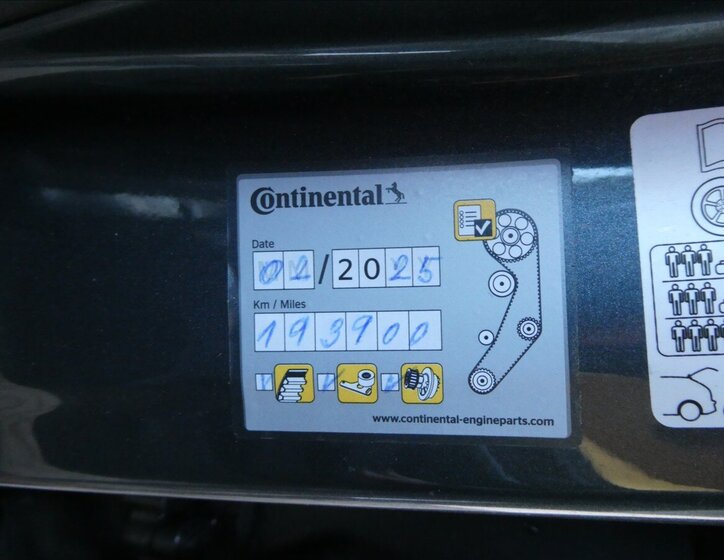 Continental
Date
02/2025
Km / Miles
193900
www.continental-engineparts.com